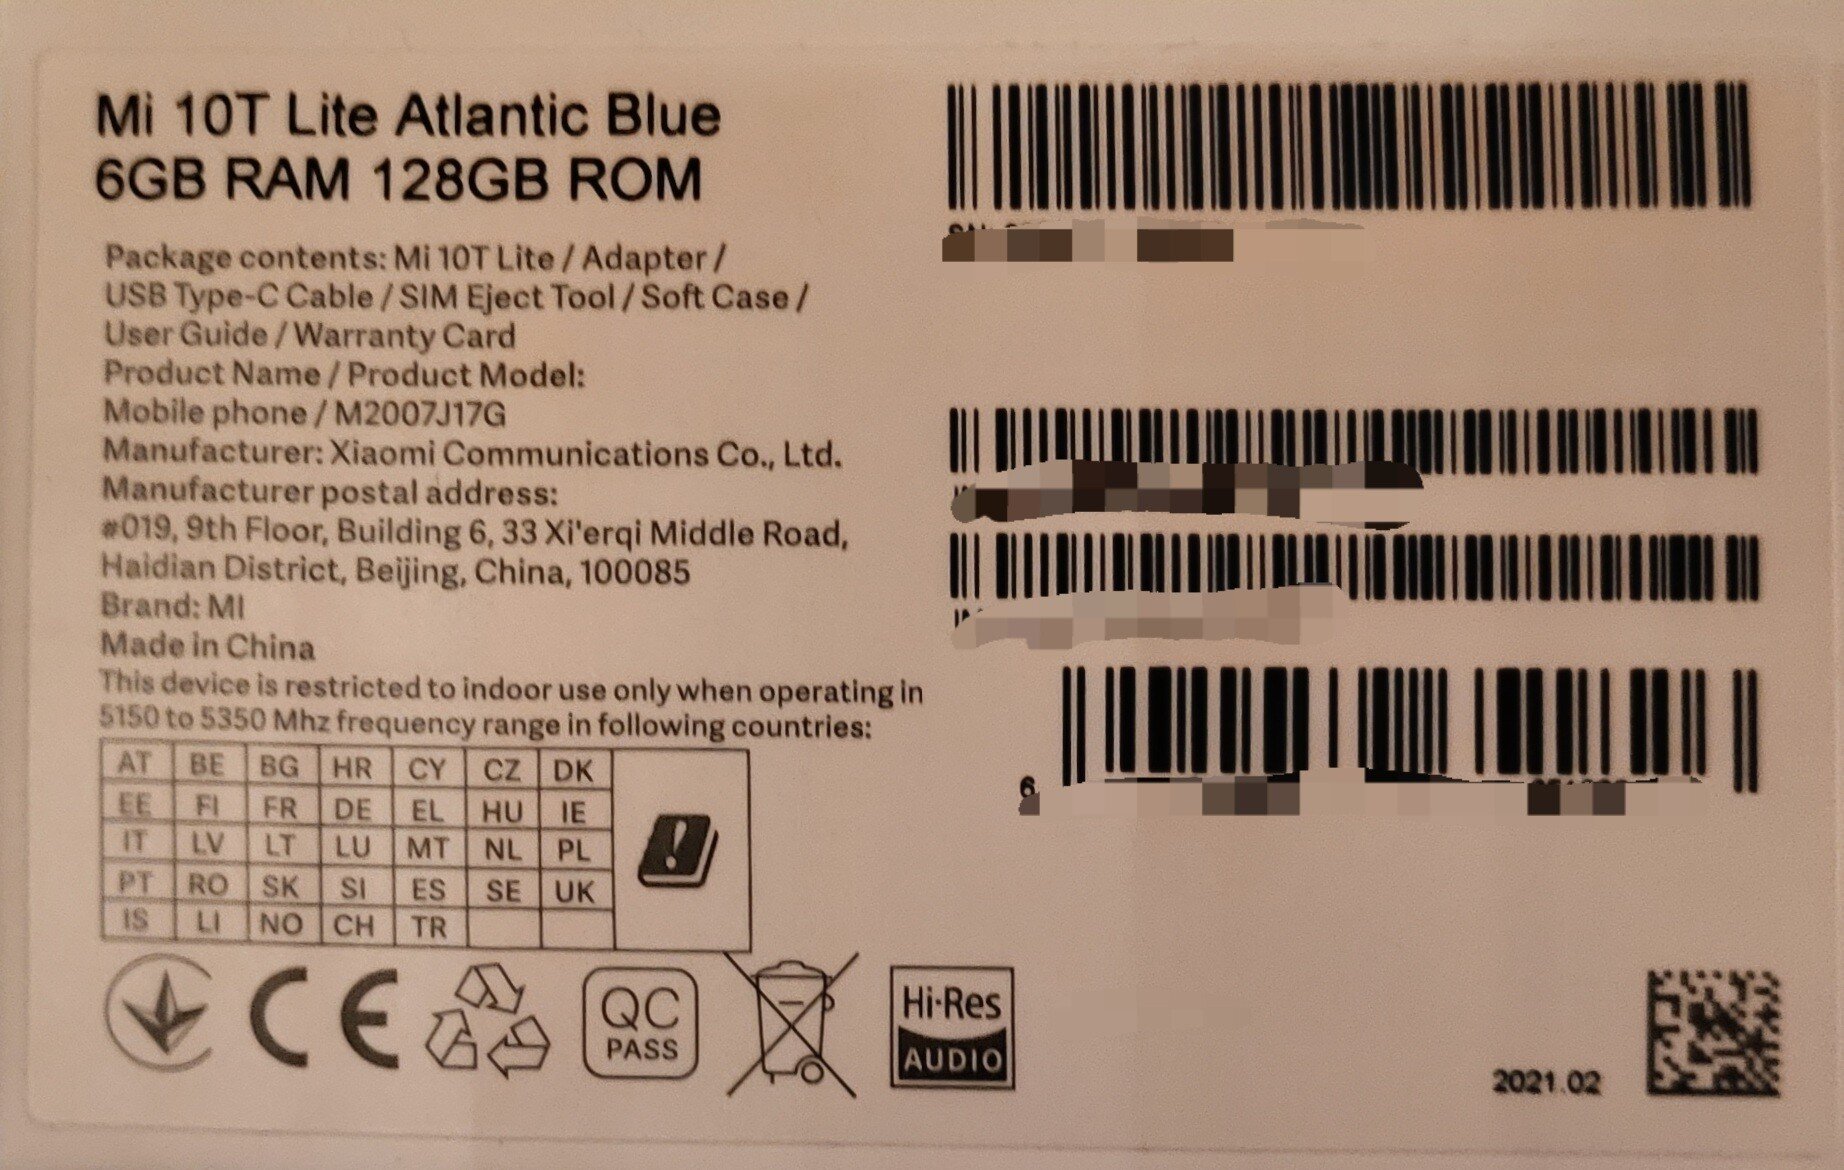 Mi 10T Lite Atlantic Blue
6GB RAM 128GB ROM
Package contents: Mi 10T Lite / Adapter /
USB Type-C Cable / SIM Eject Tool / Soft Case /
User Guide / Warranty Card
Product Name / Product Model:
Mobile phone / M2007J17G
Manufacturer: Xiaomi Communications Co., Ltd.
Manufacturer postal address:
#019, 9th Floor, Building 6, 33 Xi'erqi Middle Road,
Haidian District, Beijing, China, 100085
Brand: MI
Made in China
This device is restricted to indoor use only when operating in
5150 to 5350 Mhz frequency range in following countries:
AT BE BG HR CY CZ DK
EE FI FR DE EL HU IE
IT LV LT LU MT NL PL
PT RO SK SI ES SE UK
IS LI NO CH TR
!
CE
QC
PASS
Hi-Res
AUDIO
6
2021.02